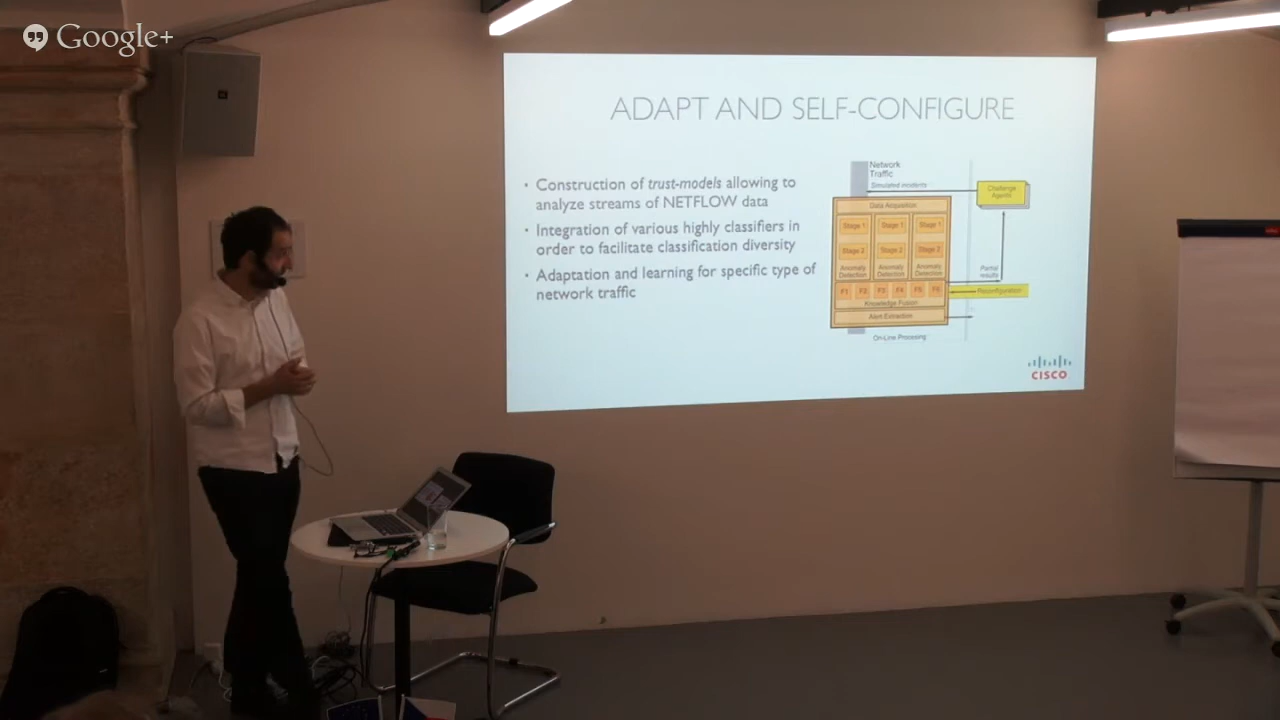 Google+
ADAPT AND SELF-CONFIGURE
• Construction of trust-models allowing to
analyze streams of NETFLOW data
• Integration of various highly classifiers in
order to facilitate classification diversity
• Adaptation and learning for specific type of
network traffic
Network
Traffic
Simulated incidents
Challenge
Agents
Data Acquisition
Stage 1 Stage 1 Stage 1
Stage 2 Stage 2 Stage 2
Anomaly Anomaly Anomaly
Detection Detection Detection
Partial
results
F1 F2 F3 F4 F5 F6
Reconfiguration
Knowledge Fusion
Alert Extraction
On-Line Procesing
CISCO